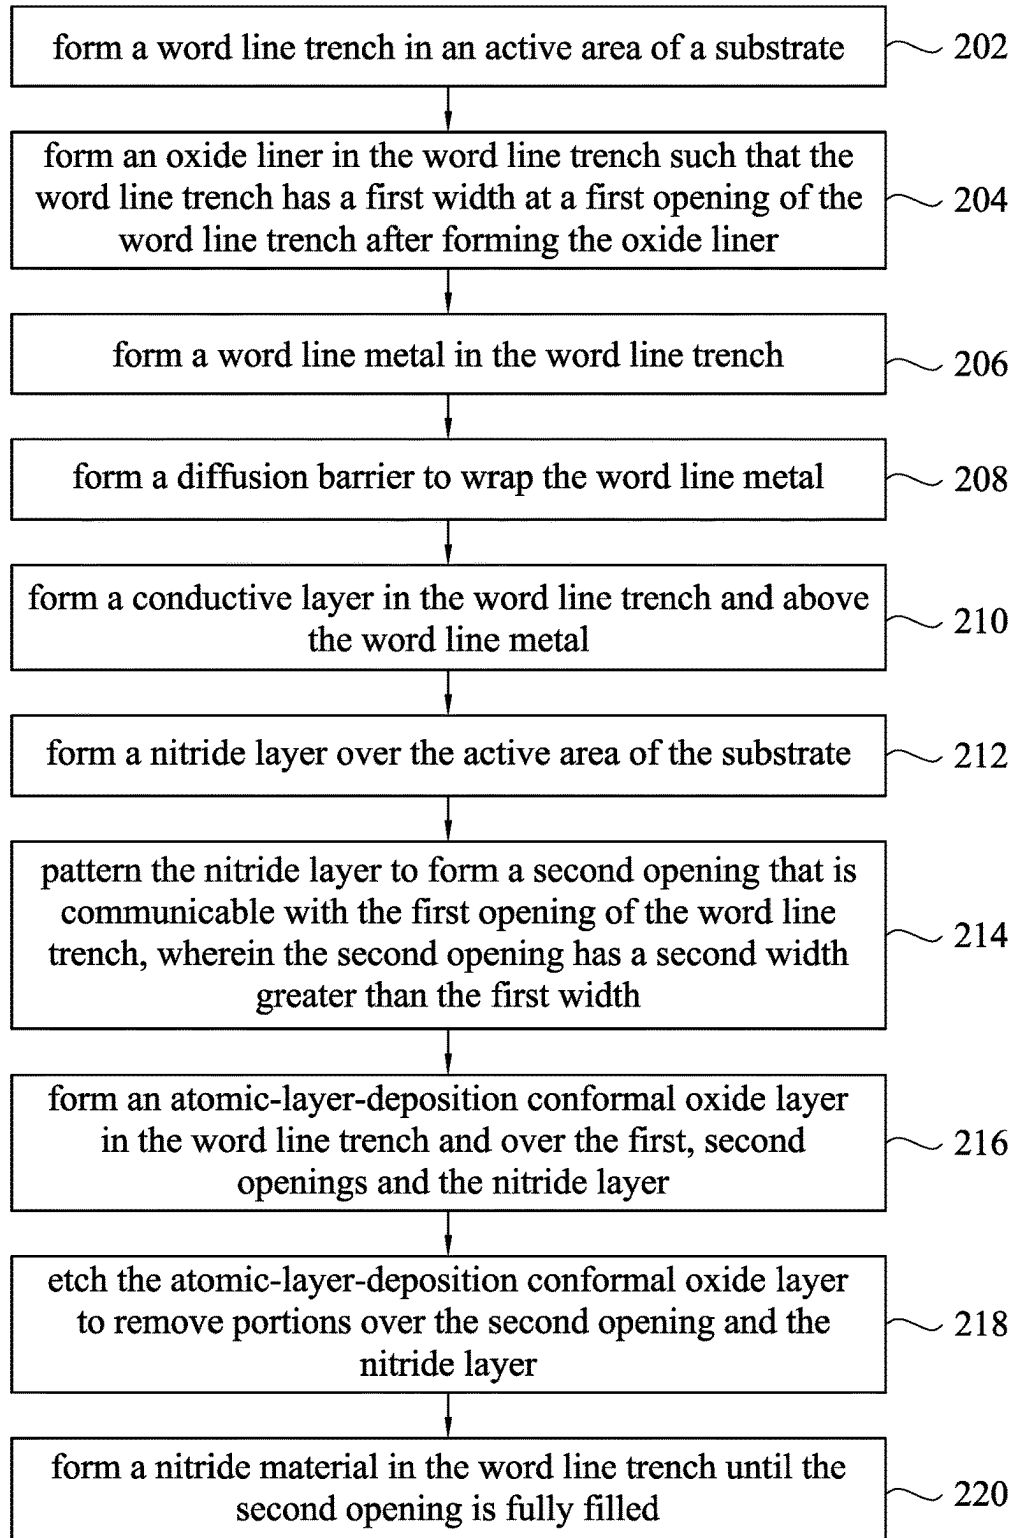 form a word line trench in an active area of a substrate
202
form an oxide liner in the word line trench such that the
word line trench has a first width at a first opening of the
word line trench after forming the oxide liner
204
form a word line metal in the word line trench
206
form a diffusion barrier to wrap the word line metal
208
form a conductive layer in the word line trench and above
the word line metal
210
form a nitride layer over the active area of the substrate
212
pattern the nitride layer to form a second opening that is
communicable with the first opening of the word line
trench, wherein the second opening has a second width
greater than the first width
214
form an atomic-layer-deposition conformal oxide layer
in the word line trench and over the first, second
openings and the nitride layer
216
etch the atomic-layer-deposition conformal oxide layer
to remove portions over the second opening and the
nitride layer
218
form a nitride material in the word line trench until the
second opening is fully filled
220